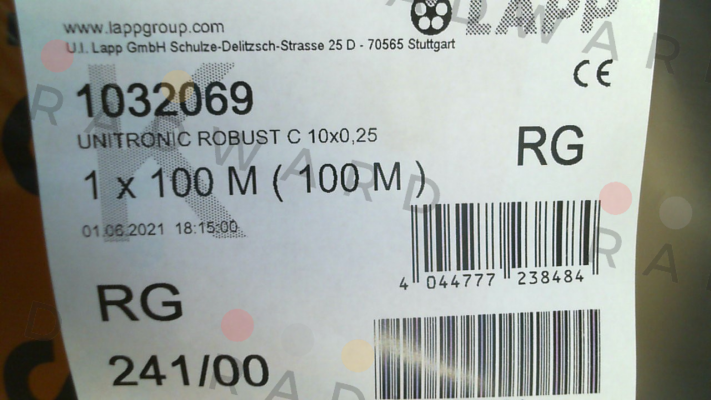 www.lappgroup.com
LAPP
U.I. Lapp GmbH Schulze-Delitzsch-Strasse 25 D - 70565 Stuttgart
CE
1032069
UNITRONIC ROBUST C 10x0,25
RG
1 x 100 M ( 100 M )
01.06.2021 18:15:00
4 044777 238484
RG
241/00
K